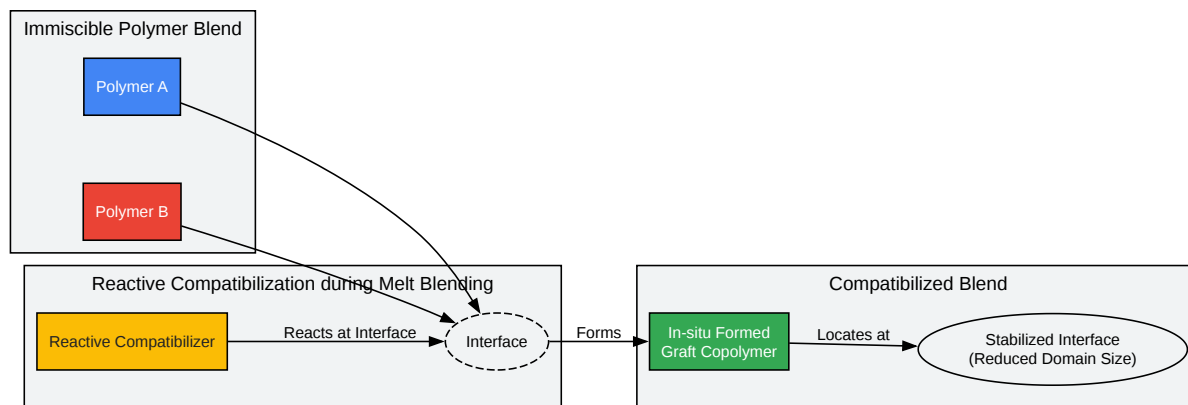 Immiscible Polymer Blend
Polymer A
Polymer B
Reactive Compatibilization during Melt Blending
Reactive Compatibilizer
Reacts at Interface
Interface
Forms
Compatibilized Blend
In-situ Formed
Graft Copolymer
Locates at
Stabilized Interface
(Reduced Domain Size)